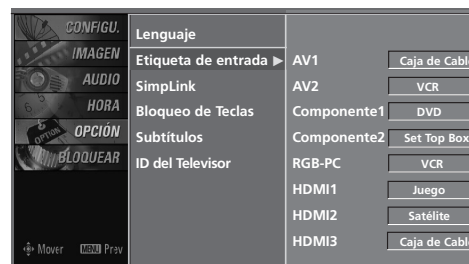 CONFIGU.
IMAGEN
AUDIO
HORA
OPCIÓN
BLOQUEAR
Mover MENU Prev
Lenguaje
Etiqueta de entrada ▶
SimpLink
Bloqueo de Teclas
Subtítulos
ID del Televisor
AV1 Caja de Cabl
AV2 VCR
Componente1 DVD
Componente2 Set Top Box
RGB-PC VCR
HDMI1 Juego
HDMI2 Satélite
HDMI3 Caja de Cabl